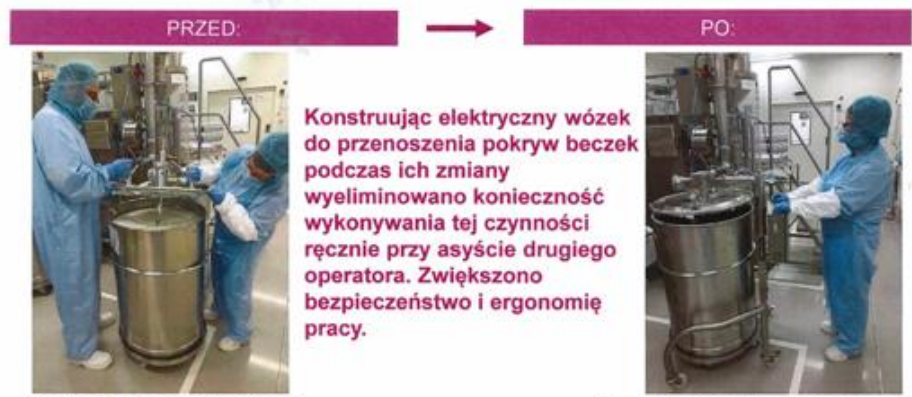 PRZED:
PO:
Konstruując elektryczny wózek
do przenoszenia pokryw beczek
podczas ich zmiany
wyeliminowano konieczność
wykonywania tej czynności
ręcznie przy asyście drugiego
operatora. Zwiększono
bezpieczeństwo i ergonomię
pracy.